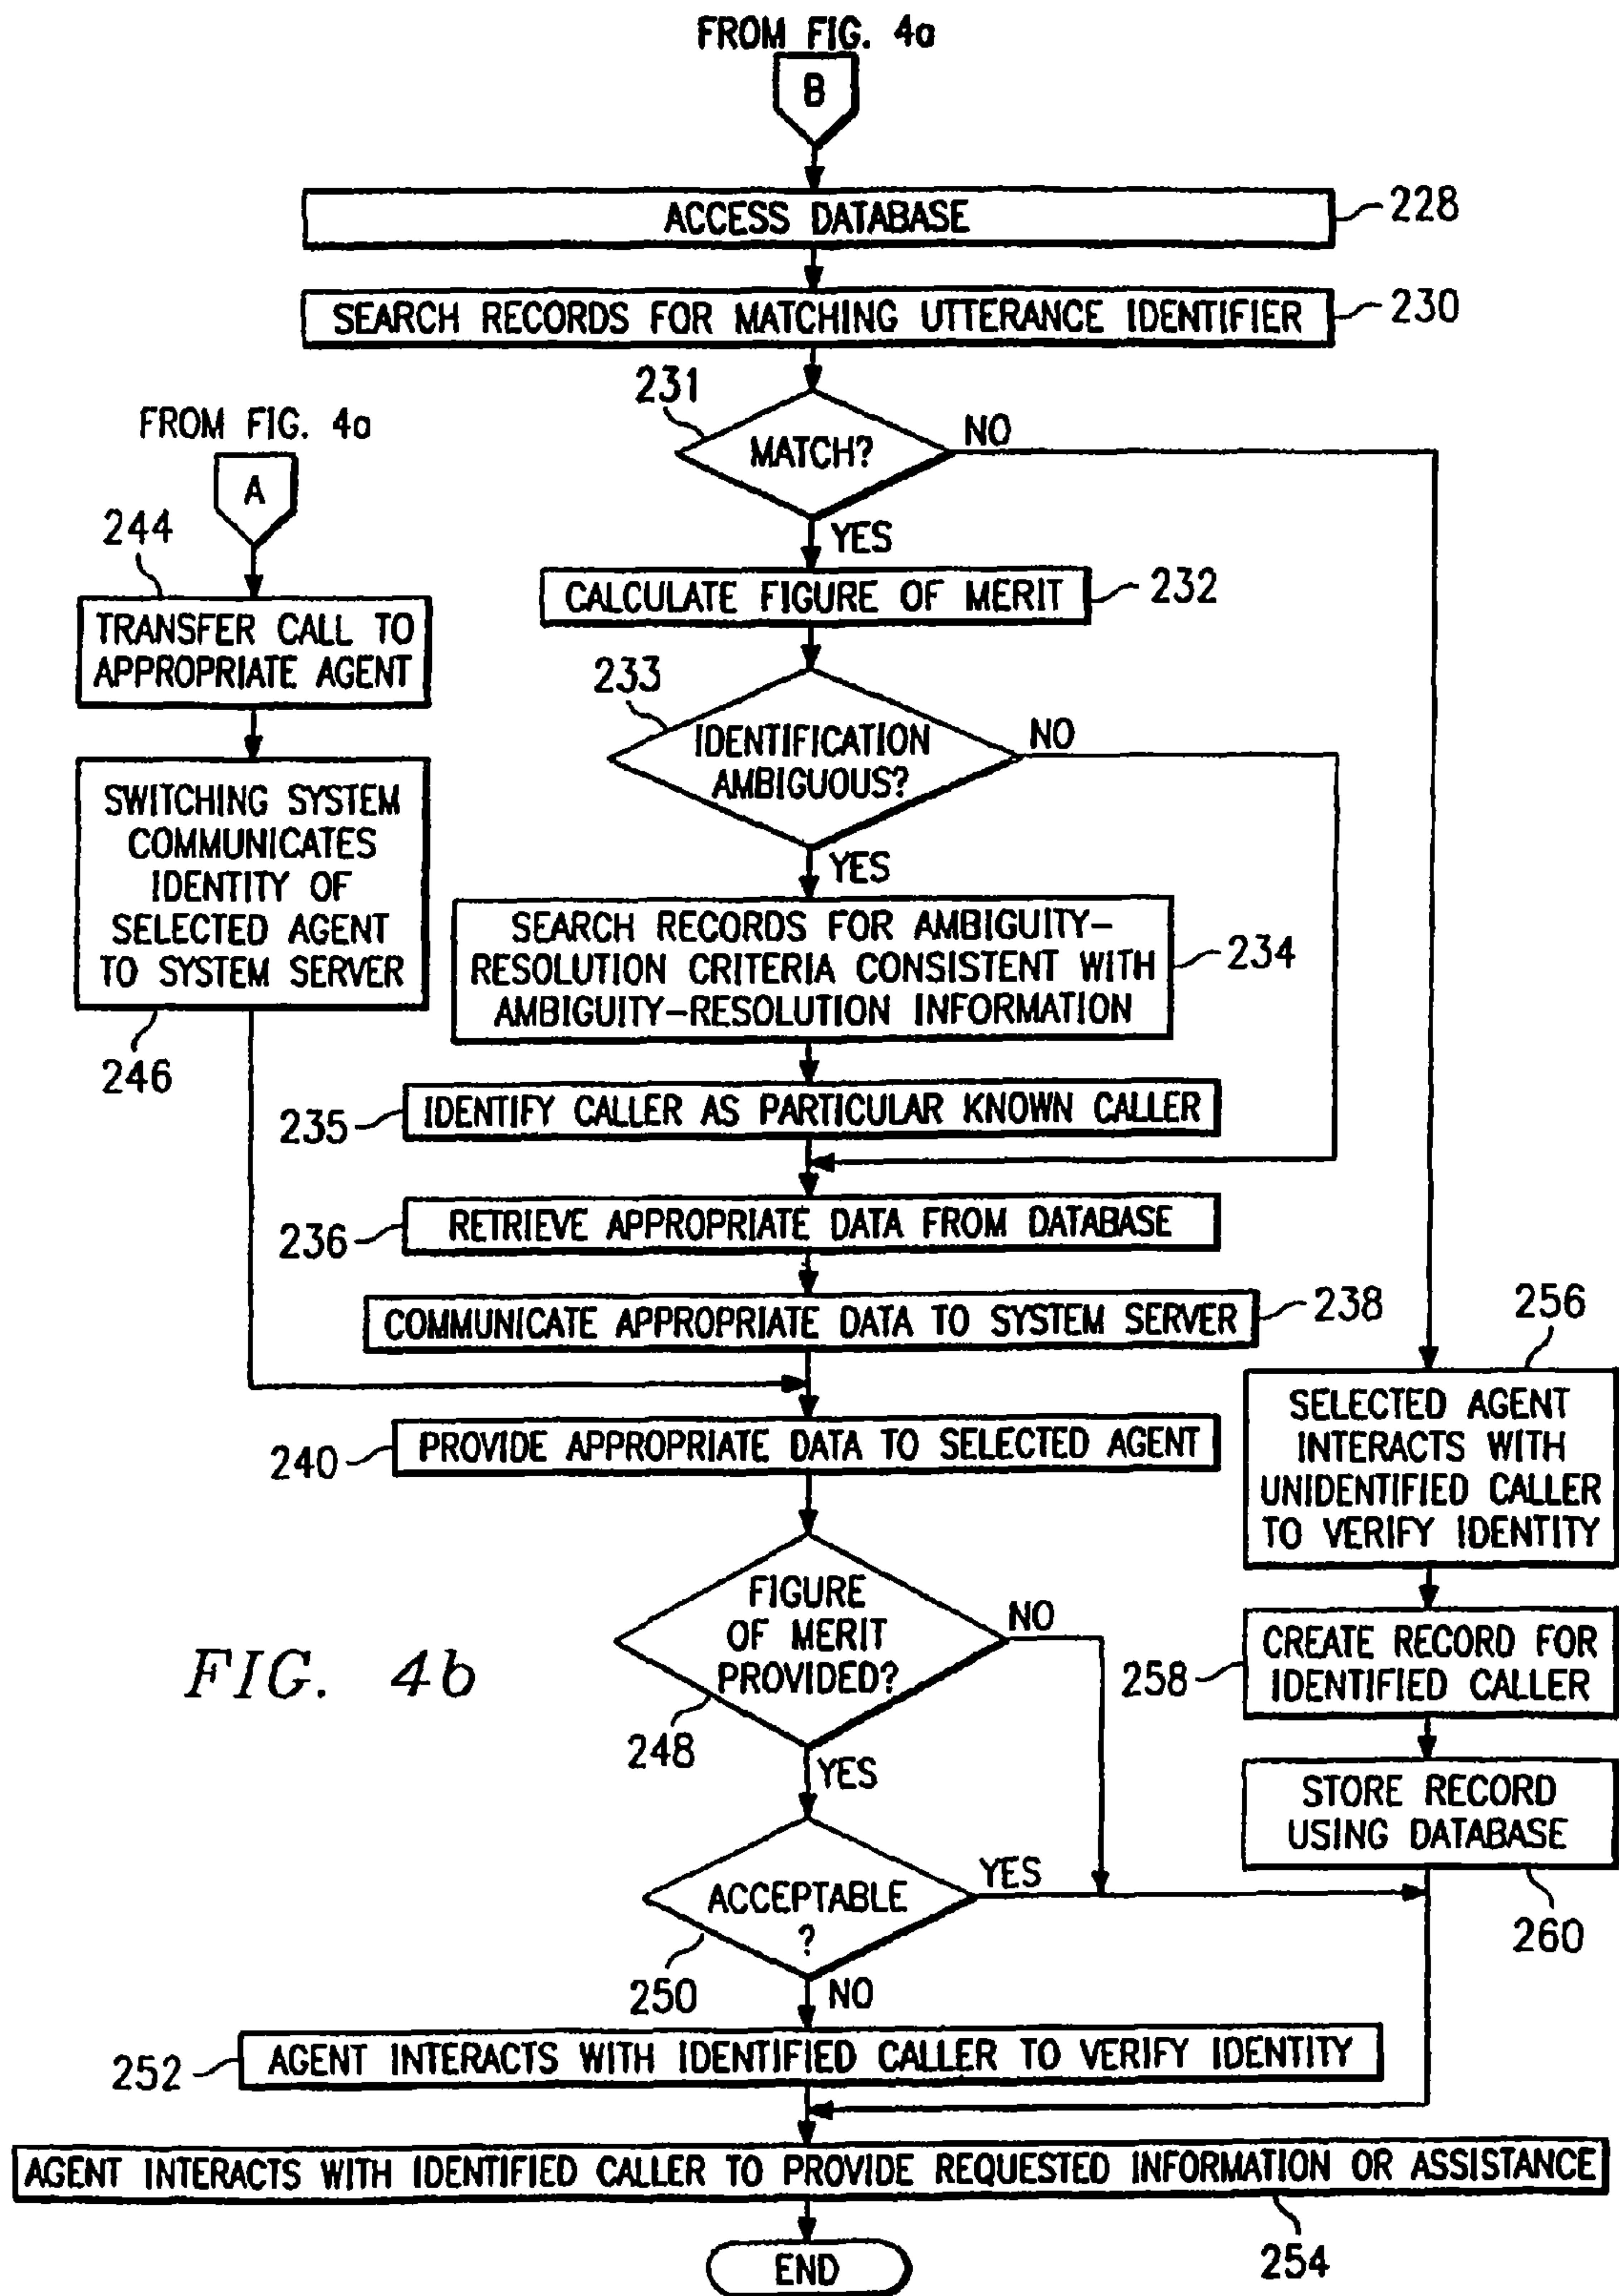 FROM FIG. 4a
B
ACCESS DATABASE
228
SEARCH RECORDS FOR MATCHING UTTERANCE IDENTIFIER
230
231
MATCH?
NO
YES
FROM FIG. 4a
A
244
TRANSFER CALL TO
APPROPRIATE AGENT
CALCULATE FIGURE OF MERIT
232
233
IDENTIFICATION
AMBIGUOUS?
NO
YES
SWITCHING SYSTEM
COMMUNICATES
IDENTITY OF
SELECTED AGENT
TO SYSTEM SERVER
246
SEARCH RECORDS FOR AMBIGUITY-
RESOLUTION CRITERIA CONSISTENT WITH
AMBIGUITY-RESOLUTION INFORMATION
234
235
IDENTIFY CALLER AS PARTICULAR KNOWN CALLER
236
RETRIEVE APPROPRIATE DATA FROM DATABASE
COMMUNICATE APPROPRIATE DATA TO SYSTEM SERVER
238
240
PROVIDE APPROPRIATE DATA TO SELECTED AGENT
256
SELECTED AGENT
INTERACTS WITH
UNIDENTIFIED CALLER
TO VERIFY IDENTITY
FIGURE
OF MERIT
PROVIDED?
NO
248
YES
FIG. 4b
258
CREATE RECORD FOR
IDENTIFIED CALLER
STORE RECORD
USING DATABASE
260
ACCEPTABLE
?
YES
250
NO
252
AGENT INTERACTS WITH IDENTIFIED CALLER TO VERIFY IDENTITY
AGENT INTERACTS WITH IDENTIFIED CALLER TO PROVIDE REQUESTED INFORMATION OR ASSISTANCE
254
END